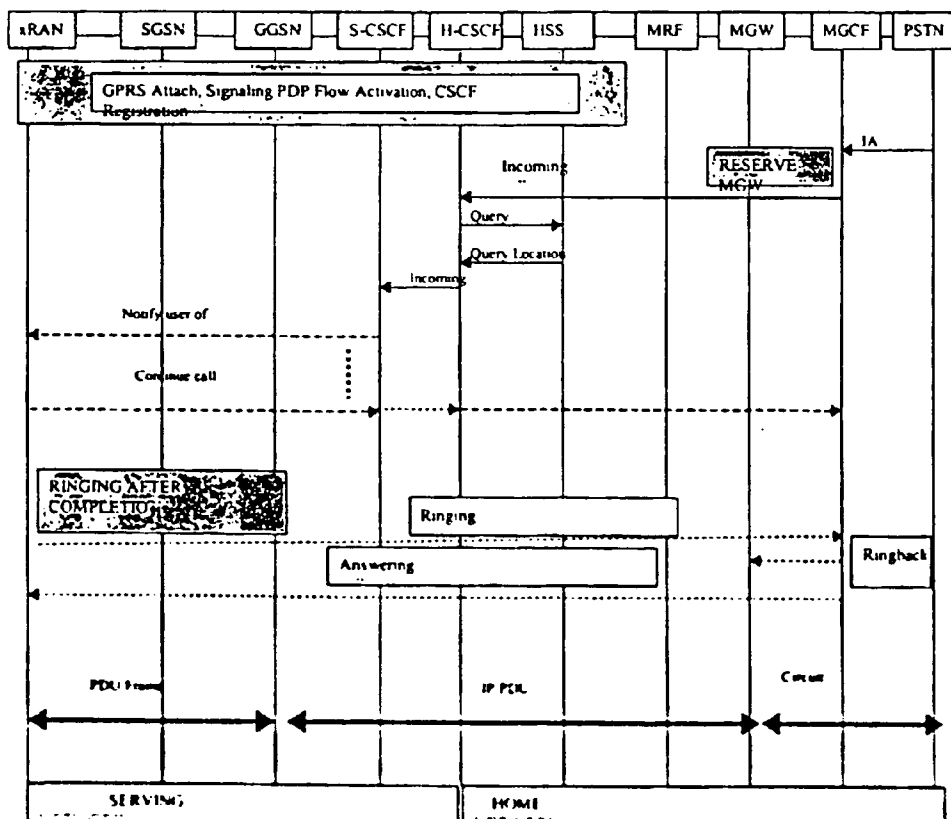 xRAN SGSN GGSN S-CSCF H-CSCF HSS MRF MGW MGCF PSTN
GPRS Attach, Signaling PDP Flow Activation, CSCF
Registration
IA
RESERVE
MGW
Incoming
Query
Query Location
Incoming
Notify user of
Continue call
RINGING AFTER
COMPLETIO
Ringing
Answering
Ringback
PDU
IP PDU
Circuit
SERVING
HOME